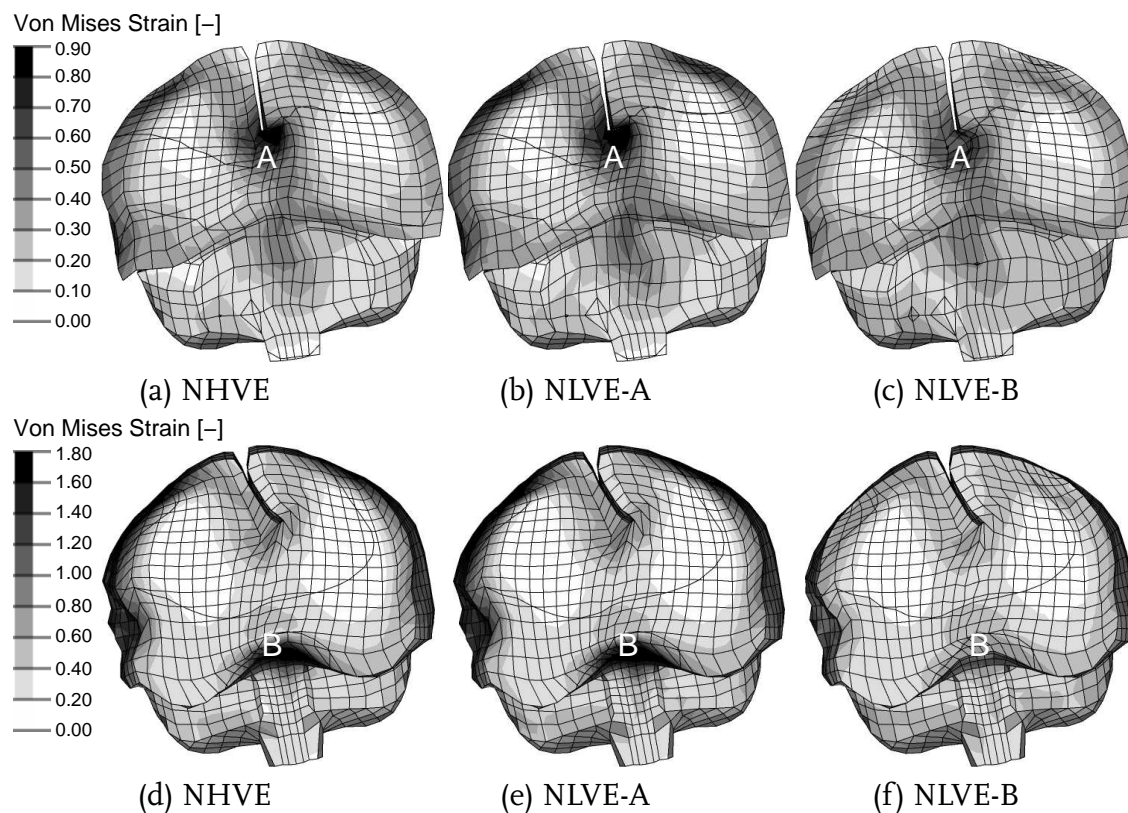 Von Mises Strain [–]
0.90
0.80
0.70
0.60
0.50
0.40
0.30
0.20
0.10
0.00
A
A
A
(a) NHVE
(b) NLVE-A
(c) NLVE-B
Von Mises Strain [–]
1.80
1.60
1.40
1.20
1.00
0.80
0.60
0.40
0.20
0.00
B
B
B
(d) NHVE
(e) NLVE-A
(f) NLVE-B